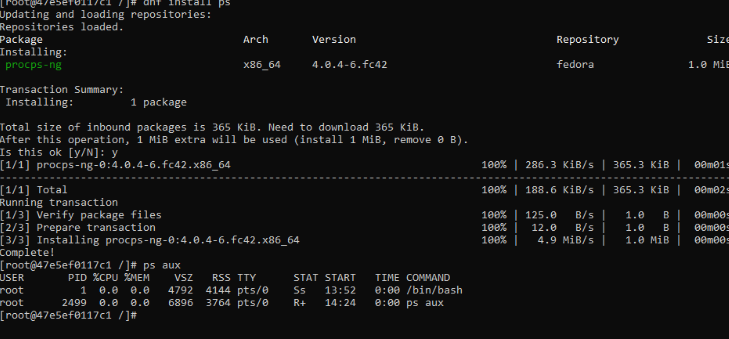 [root@47e5ef0117c1 /]# dnf install ps
Updating and loading repositories:
Repositories loaded.
Package Arch Version Repository Size
Installing:
procps-ng x86_64 4.0.4-6.fc42 fedora 1.0 MiB
Transaction Summary:
Installing: 1 package
Total size of inbound packages is 365 KiB. Need to download 365 KiB.
After this operation, 1 MiB extra will be used (install 1 MiB, remove 0 B).
Is this ok [y/N]: y
[1/1] procps-ng-0:4.0.4-6.fc42.x86_64 100% | 286.3 KiB/s | 365.3 KiB | 00m01s
--------------------------------------------------------------------------------
[1/1] Total 100% | 188.6 KiB/s | 365.3 KiB | 00m02s
Running transaction
[1/3] Verify package files 100% | 125.0 B/s | 1.0 B | 00m00s
[2/3] Prepare transaction 100% | 12.0 B/s | 1.0 B | 00m00s
[3/3] Installing procps-ng-0:4.0.4-6.fc42.x86_64 100% | 4.9 MiB/s | 1.0 MiB | 00m00s
Complete!
[root@47e5ef0117c1 /]# ps aux
USER PID %CPU %MEM VSZ RSS TTY STAT START TIME COMMAND
root 1 0.0 0.0 4792 4144 pts/0 Ss 13:52 0:00 /bin/bash
root 2499 0.0 0.0 6896 3764 pts/0 R+ 14:24 0:00 ps aux
[root@47e5ef0117c1 /]#